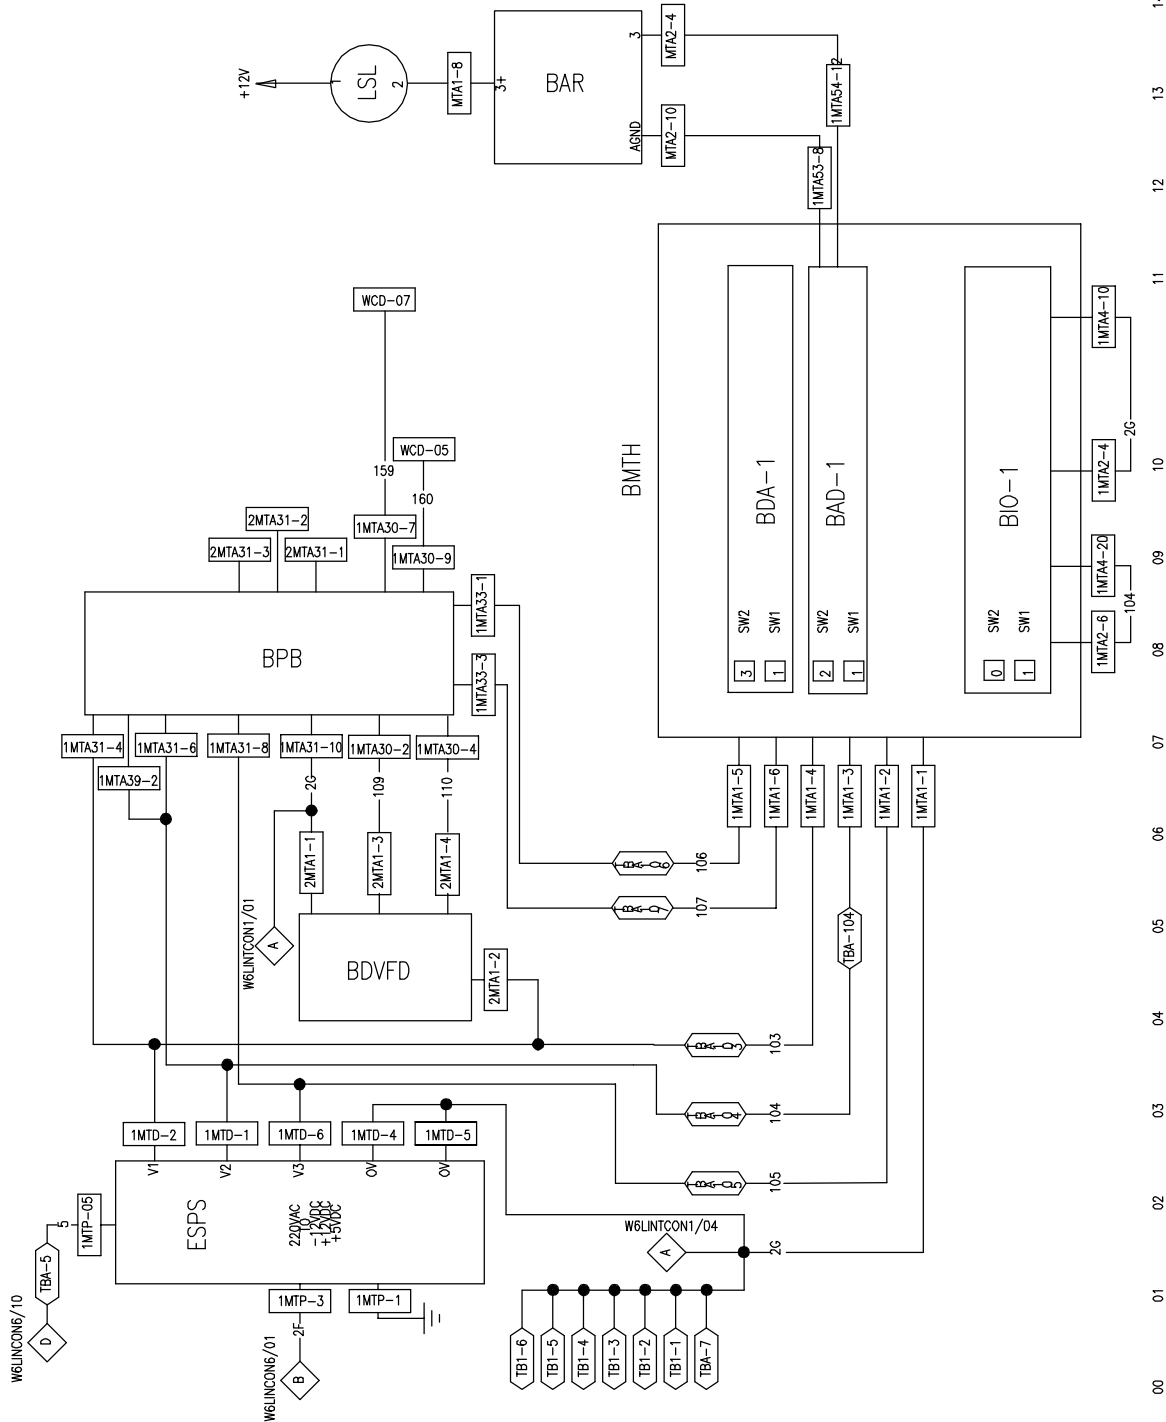 +12V
1
LSL
2
MTA1-8
3+
BAR
3
AGND
MTA2-4
MTA2-10
1MTA54-12
1MTA53-8
WCD-07
159
WCD-05
160
2MTA31-2
2MTA31-3
2MTA31-1
1MTA30-7
1MTA30-9
BPB
1MTA33-1
1MTA33-3
1MTA31-4
1MTA39-2
1MTA31-6
1MTA31-8
1MTA31-10
1MTA30-2
1MTA30-4
2G
109
110
2MTA1-1
2MTA1-3
2MTA1-4
W6LINTCON1/01
A
BDVFD
2MTA1-2
BMTH
BDA-1
SW2
SW1
3
1
BAD-1
SW2
SW1
2
1
BIO-1
SW2
SW1
0
1
1MTA4-10
2G
1MTA2-4
1MTA4-20
104
1MTA2-6
1MTA1-5
1MTA1-6
1MTA1-4
1MTA1-3
1MTA1-2
1MTA1-1
106
107
TBA-104
103
104
105
1MTD-2
1MTD-1
1MTD-6
1MTD-4
1MTD-5
V1
V2
V3
OV
OV
ESPS
220VAC
TO
-12VDC
+12VDC
+5VDC
1MTP-05
5
TBA-5
D
W6LINCON6/10
1MTP-3
1MTP-1
2F
B
W6LINCON6/01
W6LINTCON1/04
A
2G
TB1-6
TB1-5
TB1-4
TB1-3
TB1-2
TB1-1
TBA-7
00
01
02
03
04
05
06
07
08
09
10
11
12
13